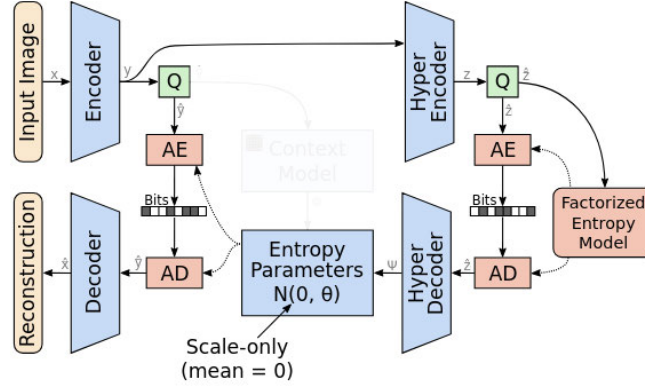 Input Image
x
Encoder
y
Q
ŷ
AE
Bits
AD
ŷ
Decoder
x̂
Reconstruction
Context
Model
Entropy
Parameters
N(0, θ)
Scale-only
(mean = 0)
Hyper
Encoder
z
Q
ẑ
ẑ
AE
Bits
AD
ẑ
Hyper
Decoder
ψ
Factorized
Entropy
Model